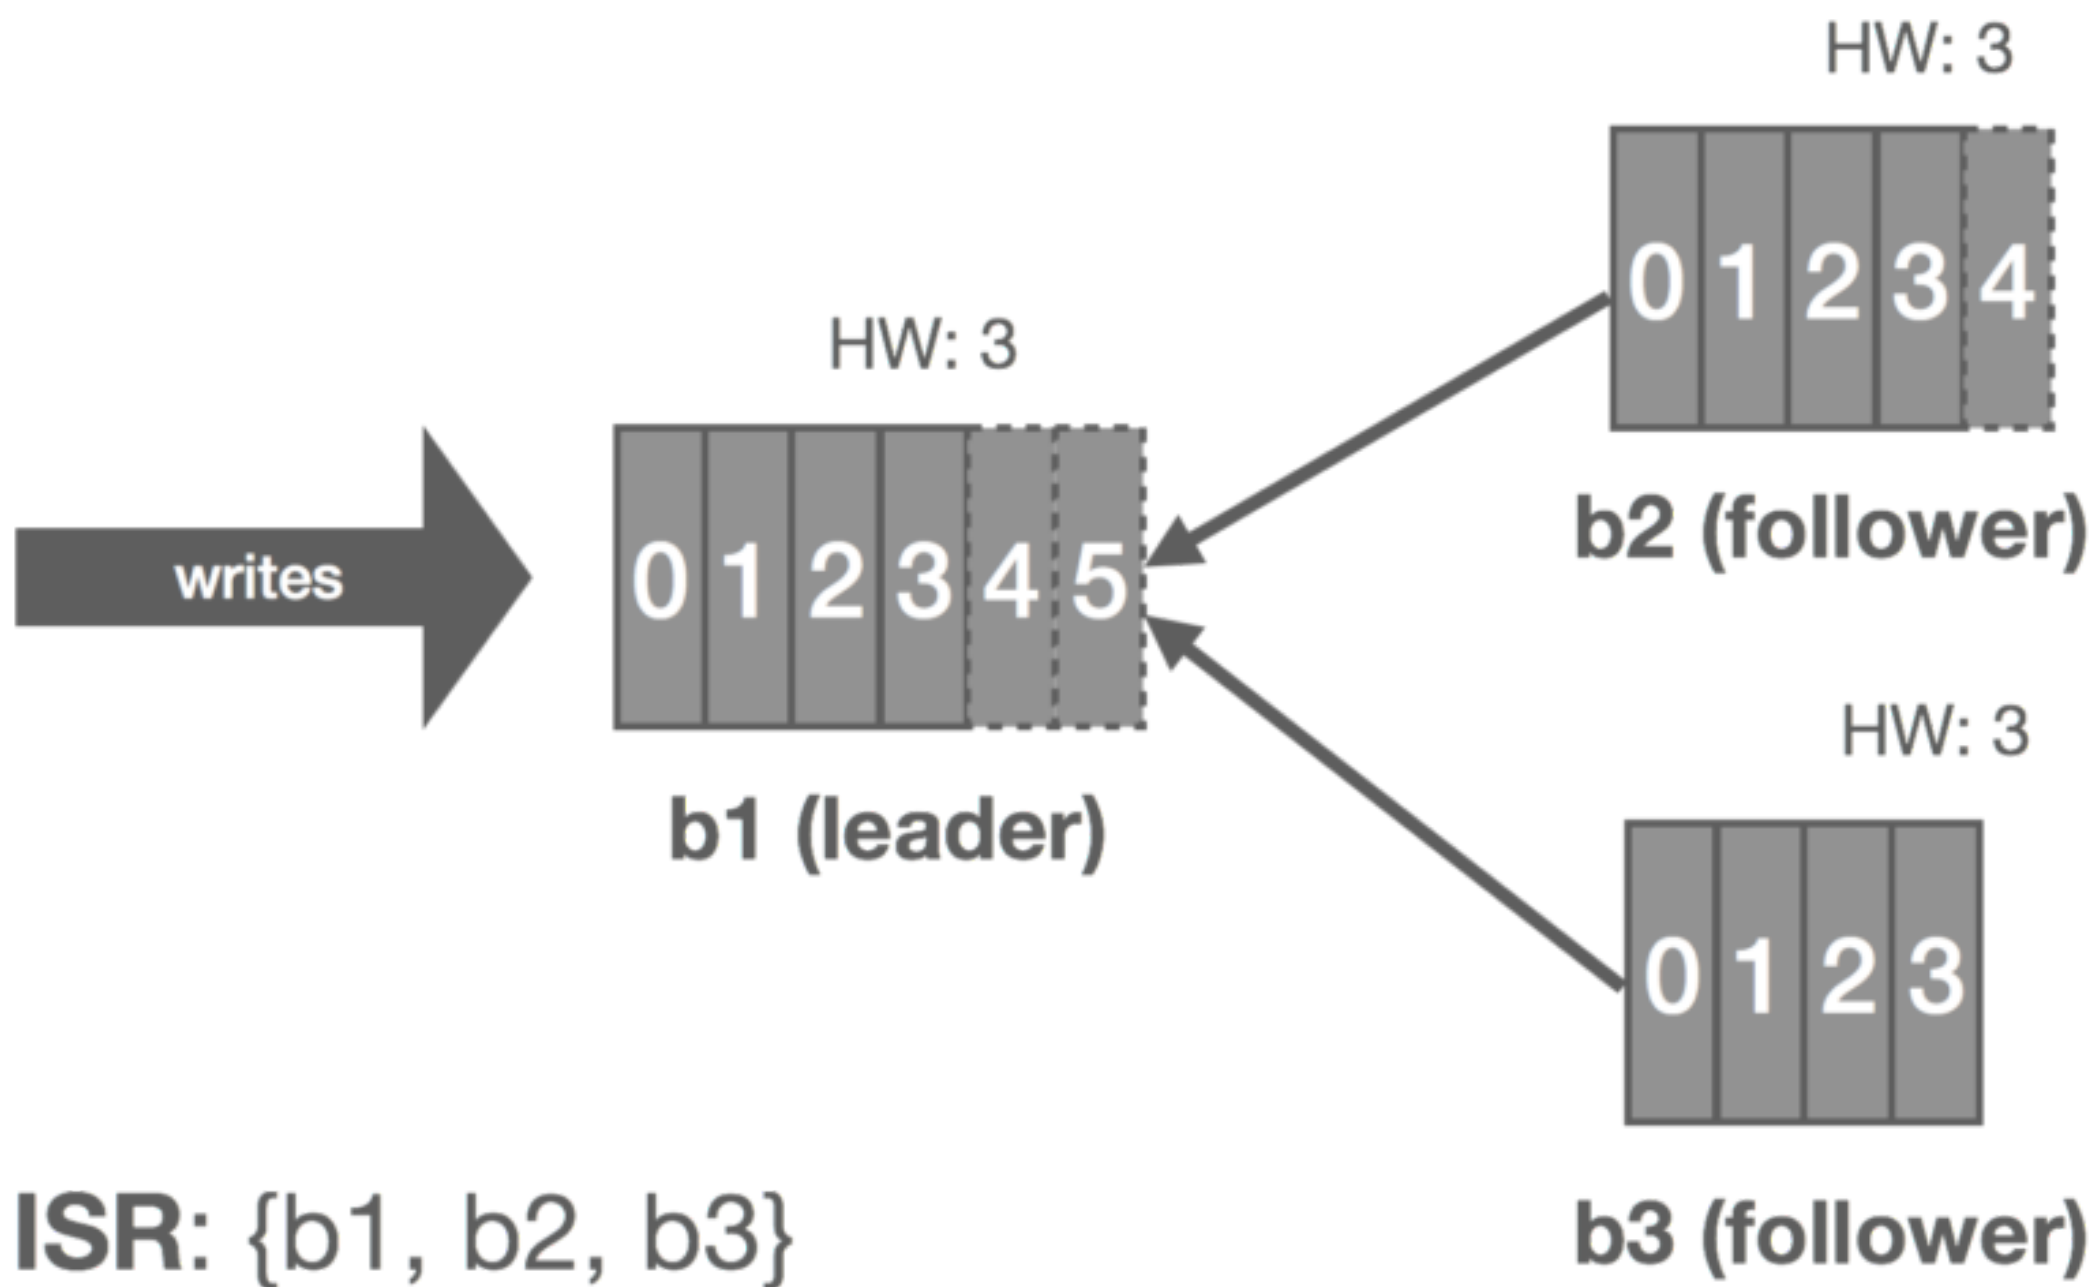 HW: 3
0 1 2 3 4
b2 (follower)
HW: 3
writes
0 1 2 3 4 5
b1 (leader)
HW: 3
0 1 2 3
b3 (follower)
ISR: {b1, b2, b3}